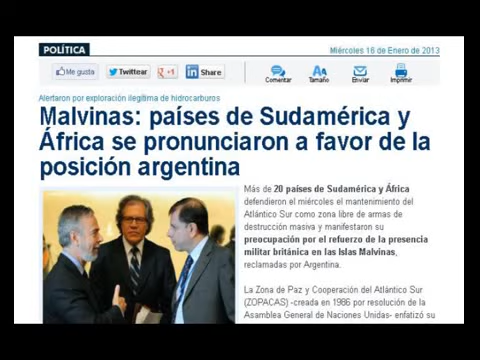 POLÍTICA
Miércoles 16 de Enero de 2013
Me gusta
Twittear
+1
Share
Comentar
Tamaño
Enviar
Imprimir
Alertaron por exploración ilegítima de hidrocarburos
Malvinas: países de Sudamérica y
África se pronunciaron a favor de la
posición argentina
Más de 20 países de Sudamérica y África
defendieron el miércoles el mantenimiento del
Atlántico Sur como zona libre de armas de
destrucción masiva y manifestaron su
preocupación por el refuerzo de la presencia
militar británica en las Islas Malvinas,
reclamadas por Argentina.
La Zona de Paz y Cooperación del Atlántico Sur
(ZOPACAS) -creada en 1986 por resolución de la
Asamblea General de Naciones Unidas- enfatizó su